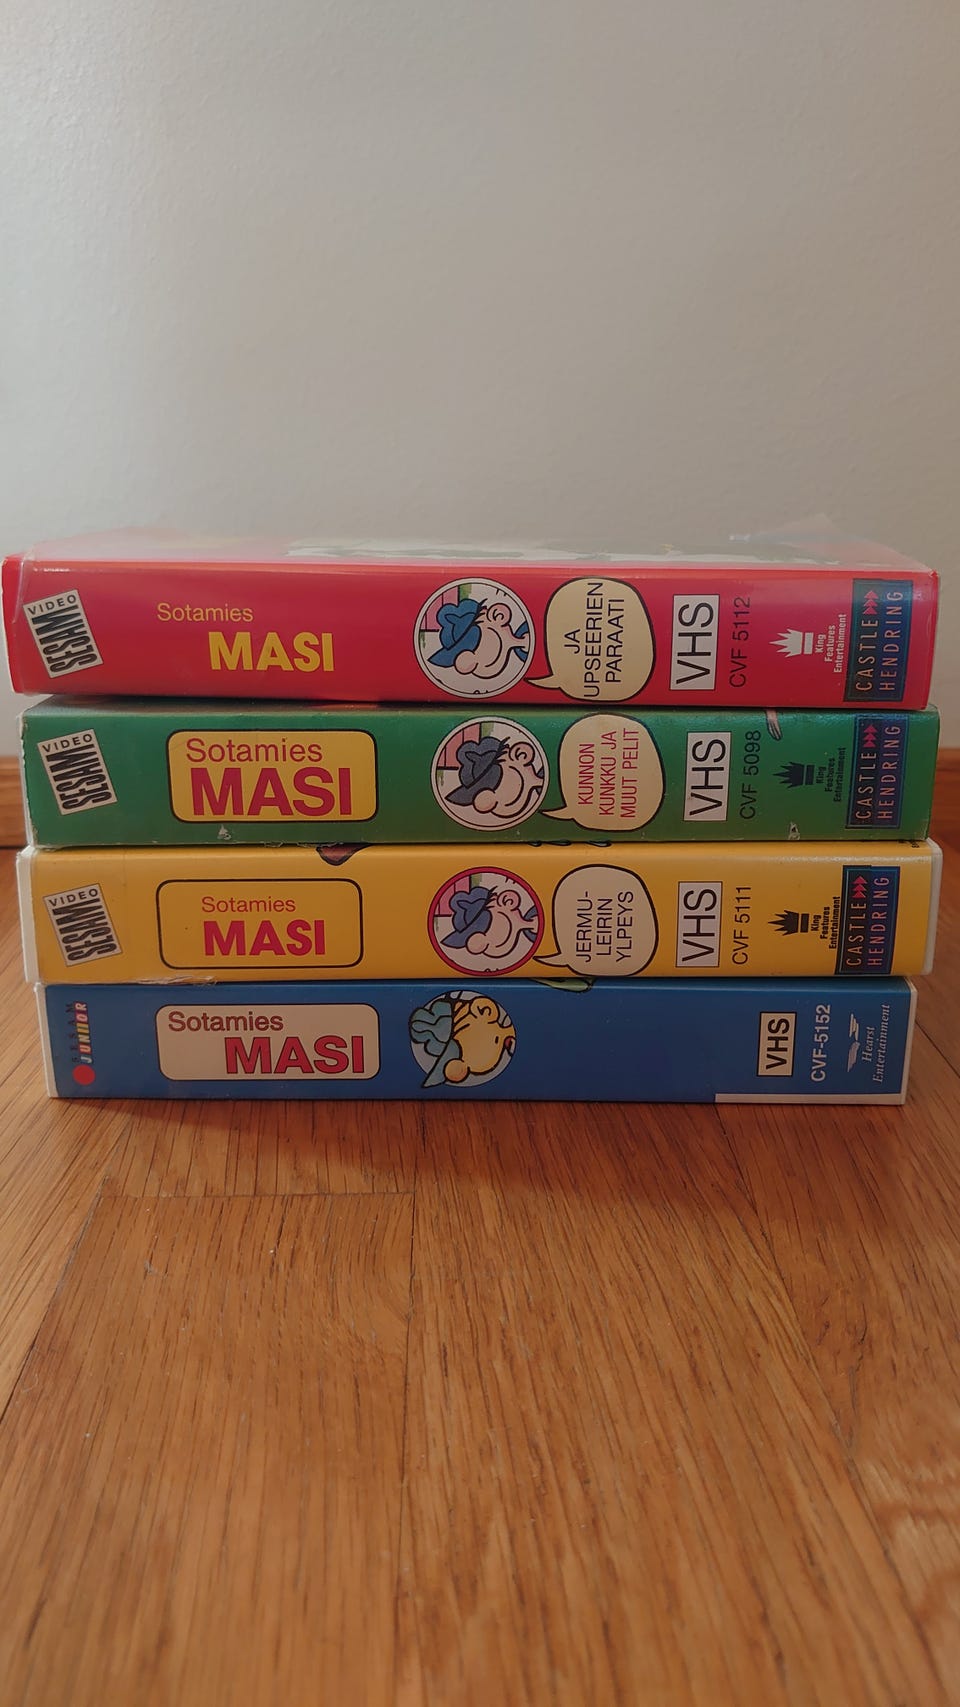 VIDEO
SESAM
Sotamies
MASI
JA
UPSEERIEN
PARAATI
VHS
CVF 5112
King
Features
Entertainment
CASTLE
HENDRING
VIDEO
SESAM
Sotamies
MASI
KUNNON
KUNKKU JA
MUUT PELIT
VHS
CVF 5098
King
Features
Entertainment
CASTLE
HENDRING
VIDEO
SESAM
Sotamies
MASI
JERMU-
LEIRIN
YLPEYS
VHS
CVF 5111
King
Features
Entertainment
CASTLE
HENDRING
SESAM
JUNIOR
Sotamies
MASI
VHS
CVF-5152
Hearst
Entertainment